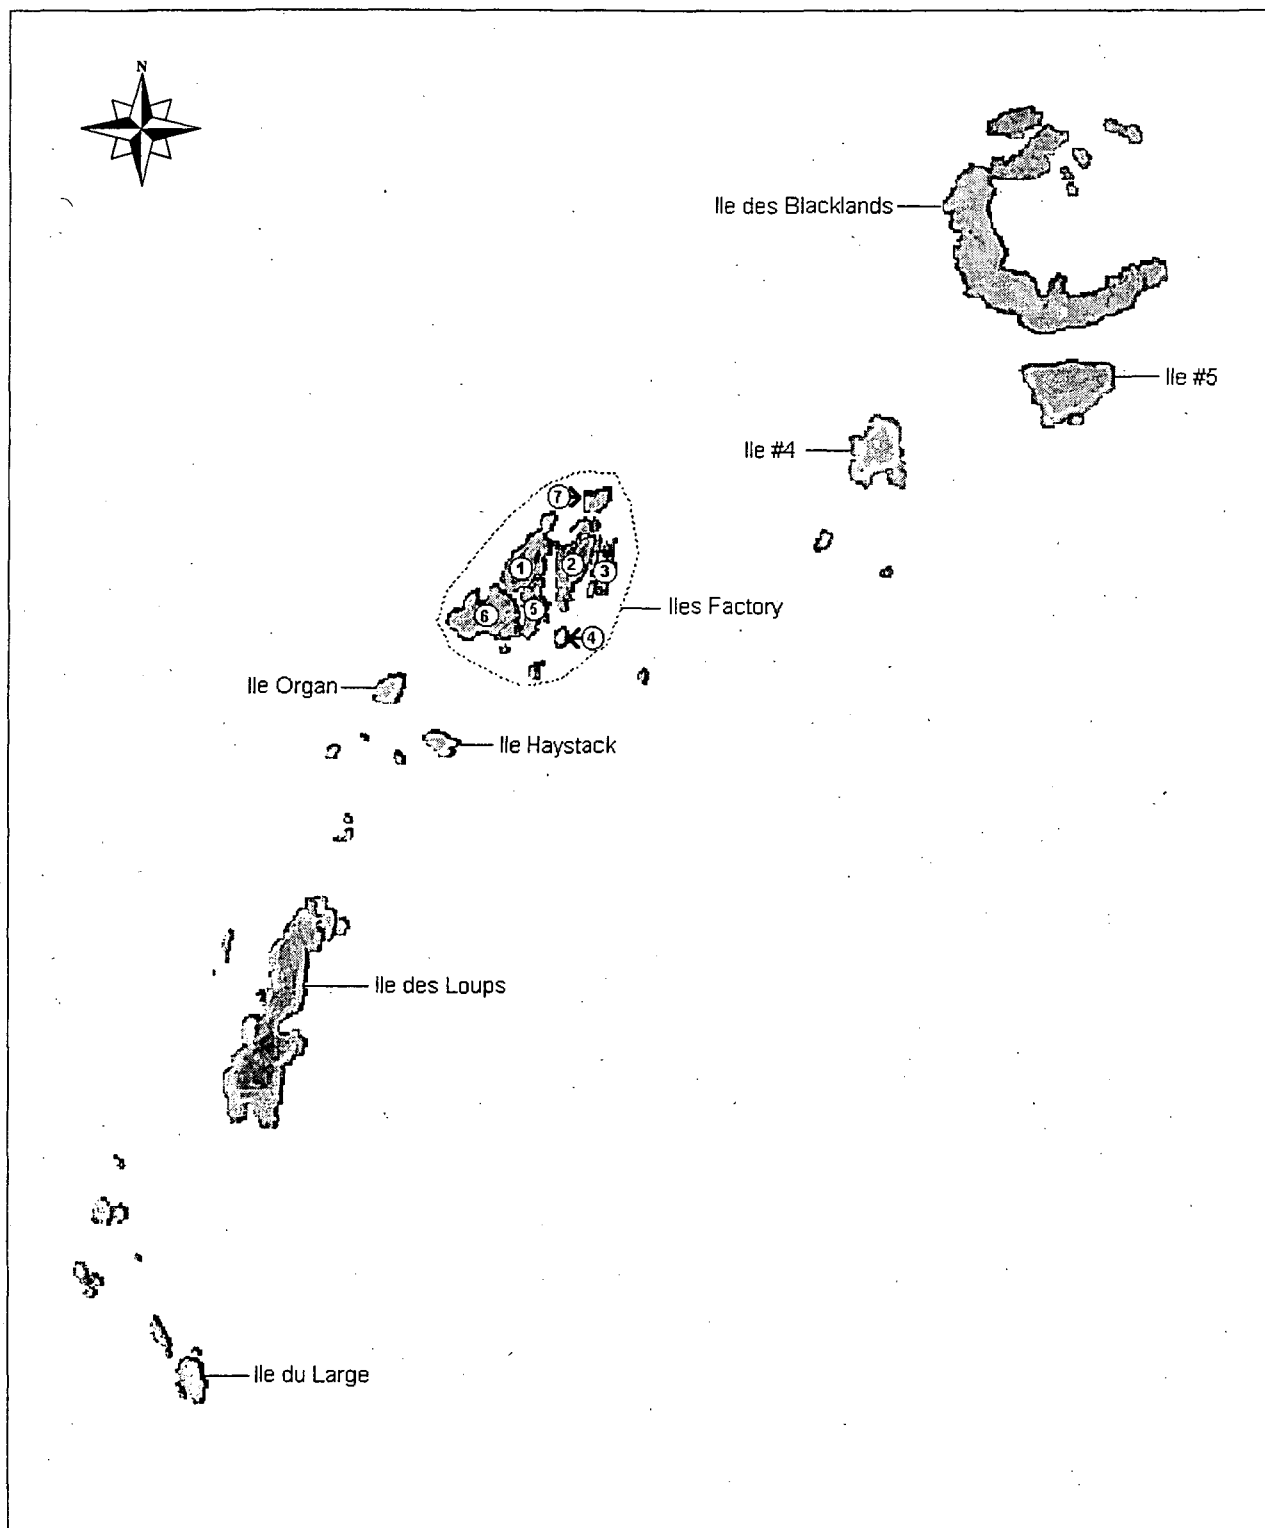 N
Ile des Blacklands
Ile #5
Ile #4
7
1
2
3
5
6
Iles Factory
4
Ile Organ
Ile Haystack
Ile des Loups
Ile du Large